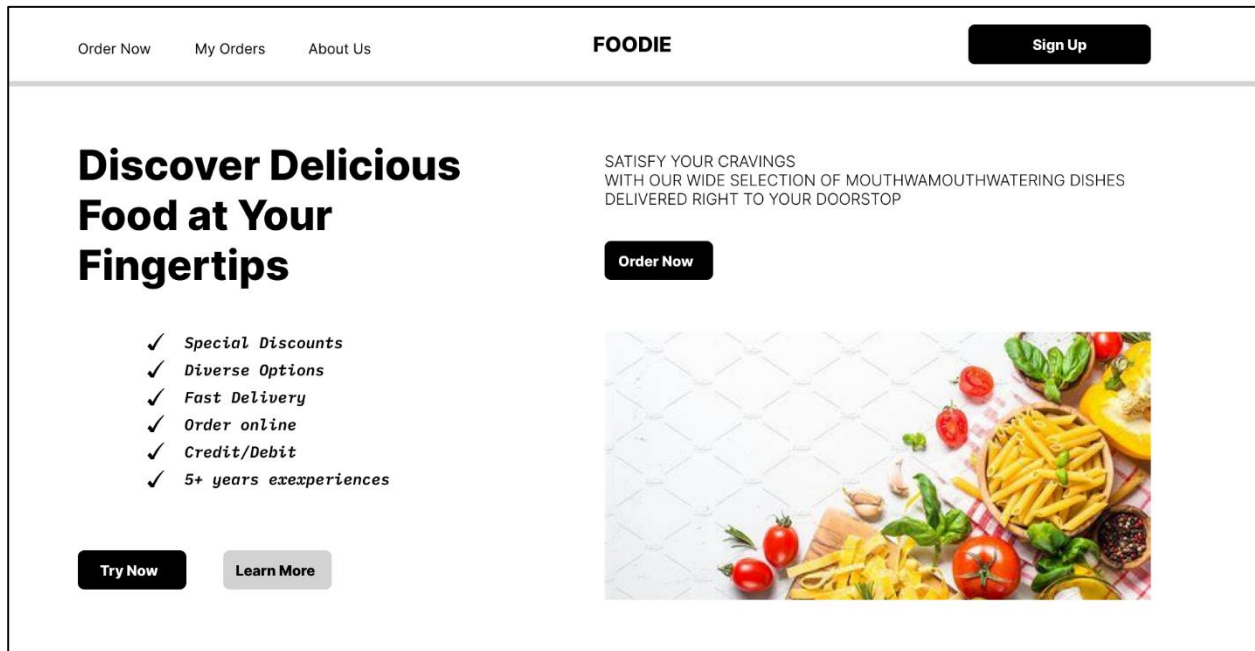 Order Now
My Orders
About Us
FOODIE
Sign Up
Discover Delicious
Food at Your
Fingertips
SATISFY YOUR CRAVINGS
WITH OUR WIDE SELECTION OF MOUTHWAMOUTHWATERING DISHES
DELIVERED RIGHT TO YOUR DOORSTOP
Order Now
✓ Special Discounts
✓ Diverse Options
✓ Fast Delivery
✓ Order online
✓ Credit/Debit
✓ 5+ years exexperiences
Try Now
Learn More